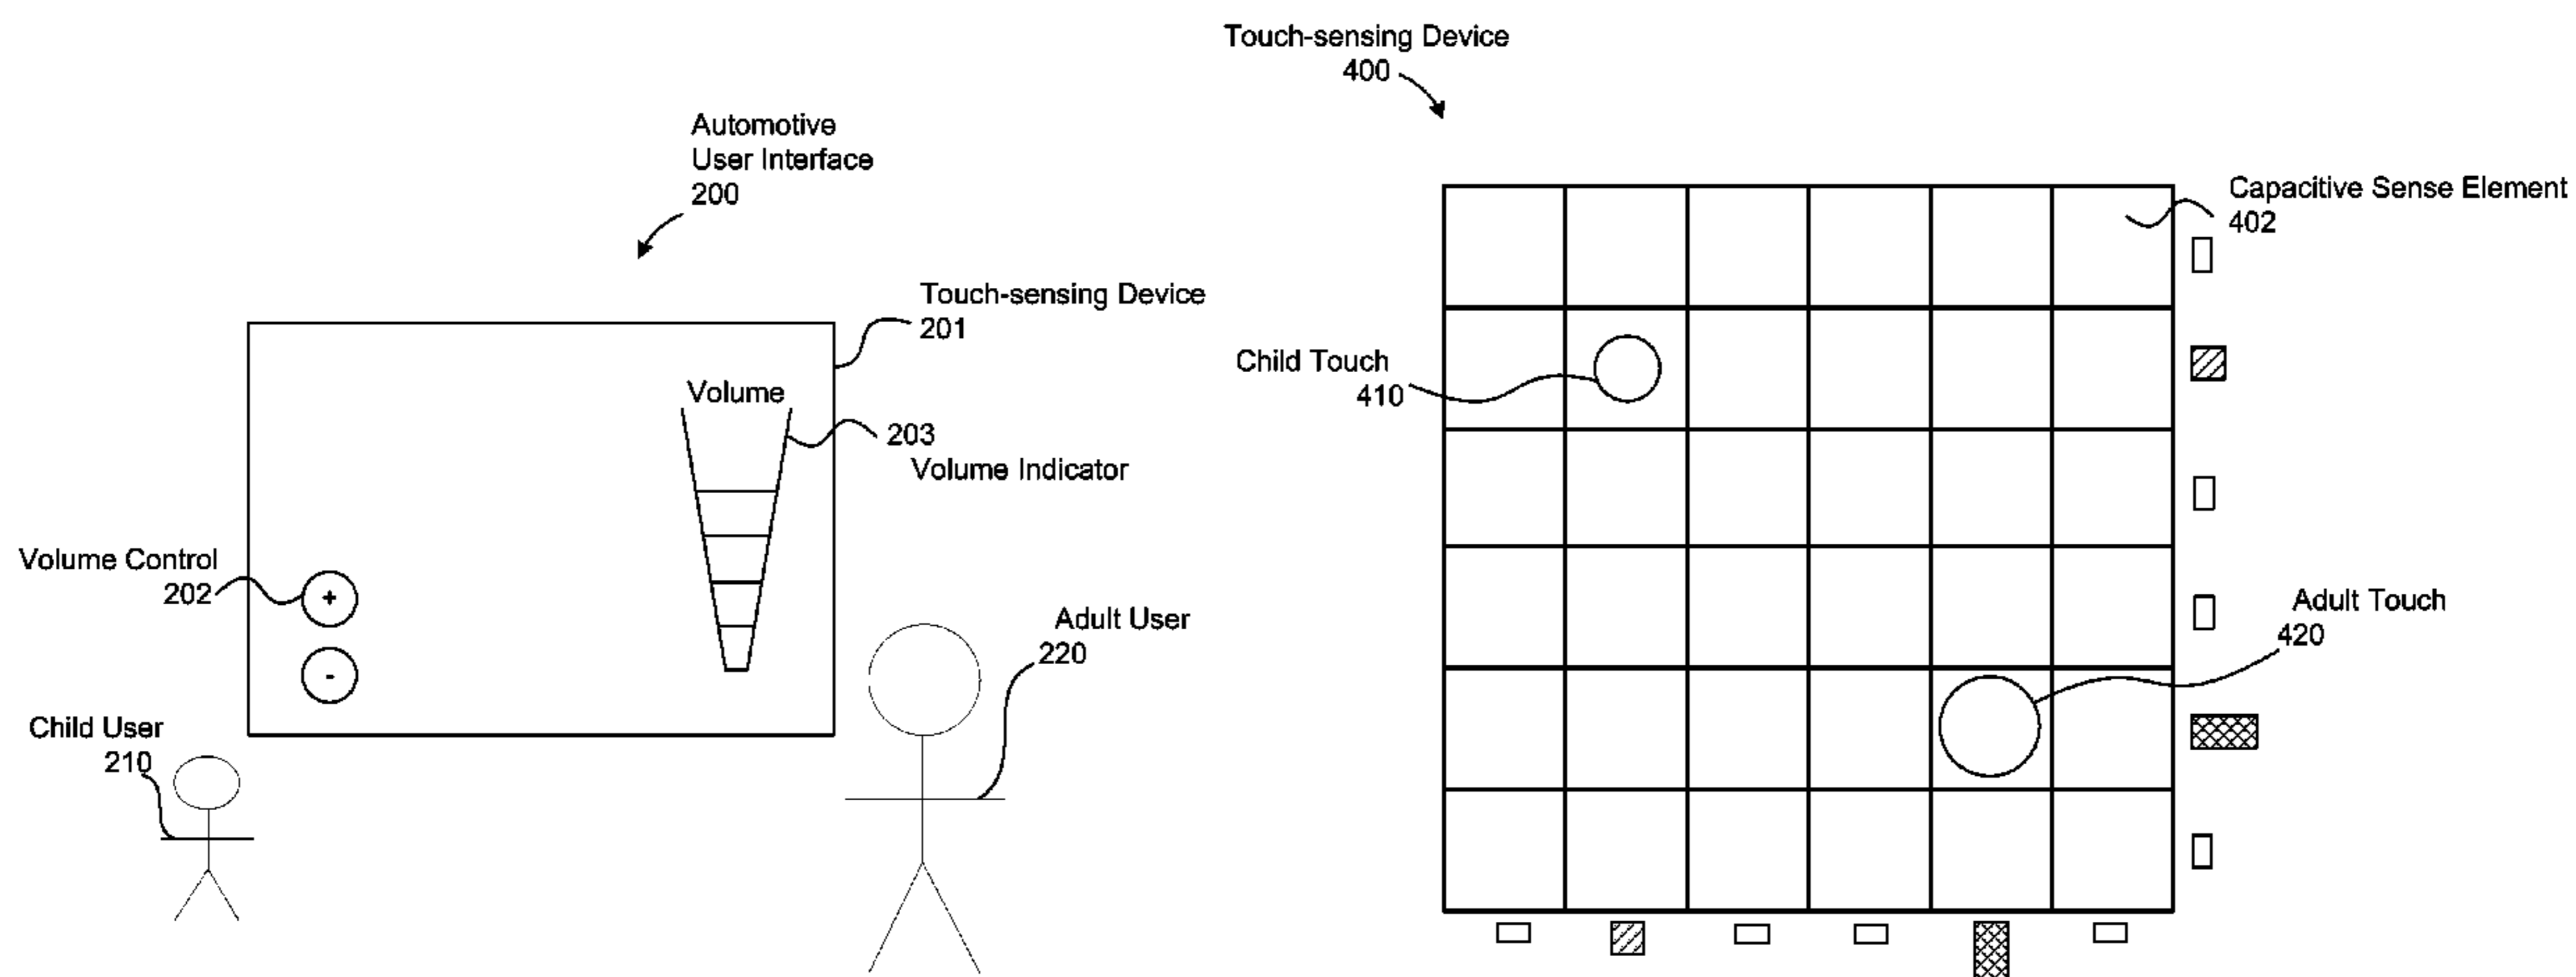 Automotive
User Interface
200
Touch-sensing Device
201
Volume
203
Volume Indicator
Volume Control
202
+
-
Adult User
220
Child User
210
Touch-sensing Device
400
Capacitive Sense Element
402
Child Touch
410
Adult Touch
420